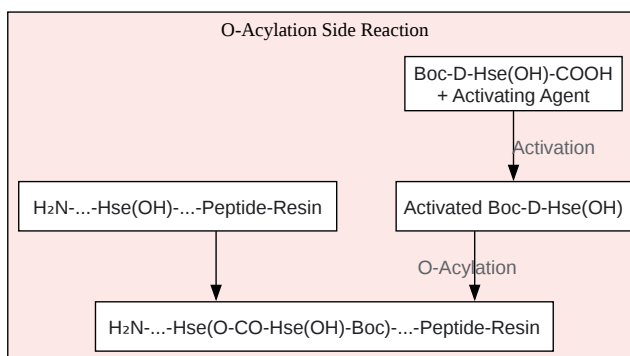 O-Acylation Side Reaction
Boc-D-Hse(OH)-COOH
+ Activating Agent
Activation
H₂N-...-Hse(OH)-...-Peptide-Resin
Activated Boc-D-Hse(OH)
O-Acylation
H₂N-...-Hse(O-CO-Hse(OH)-Boc)-...-Peptide-Resin